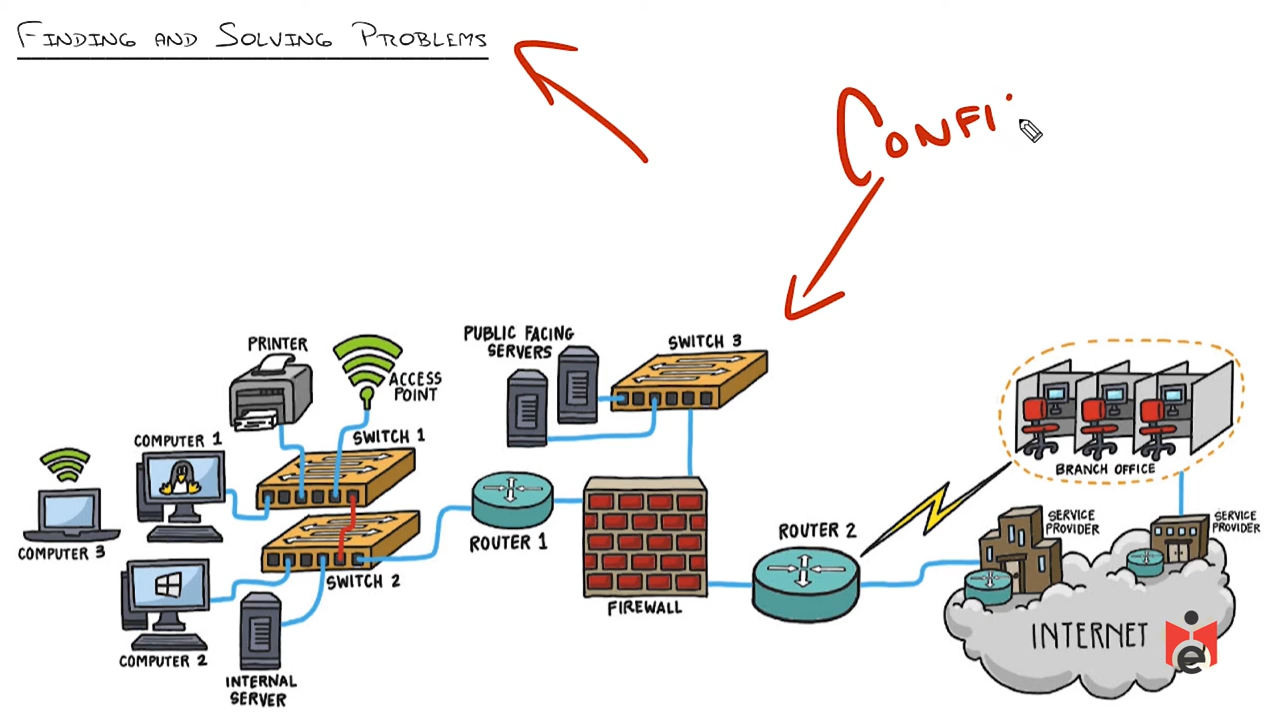 FINDING AND SOLVING PROBLEMS
CONFI
PUBLIC FACING
SERVERS
SWITCH 3
PRINTER
ACCESS
POINT
COMPUTER 1
SWITCH 1
BRANCH OFFICE
COMPUTER 3
ROUTER 1
ROUTER 2
SERVICE
PROVIDER
SERVICE
PROVIDER
SWITCH 2
FIREWALL
INTERNET
COMPUTER 2
INTERNAL
SERVER